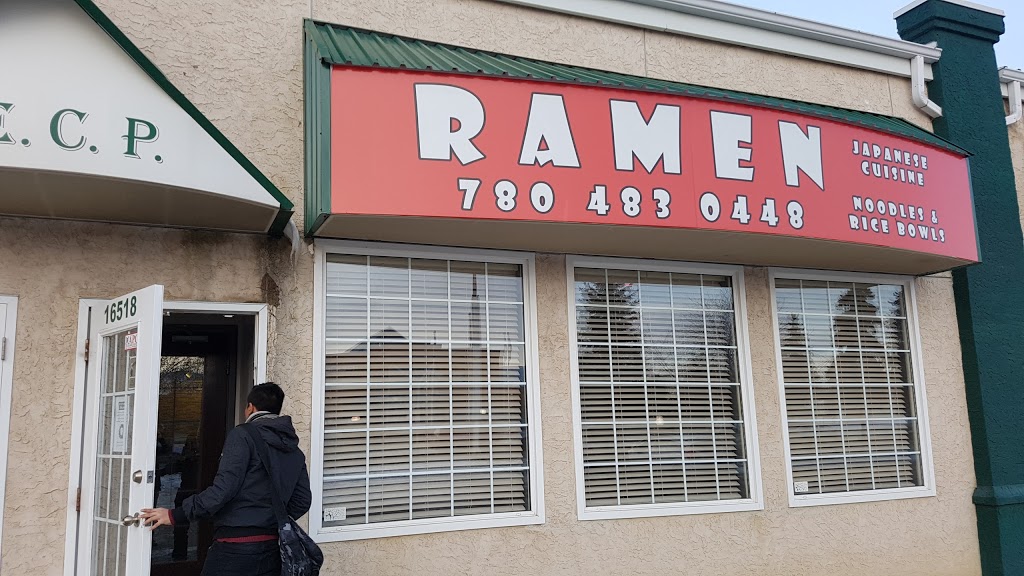 E. C. P.
RAMEN
780 483 0448
JAPANESE
CUISINE
NOODLES &
RICE BOWLS
16518